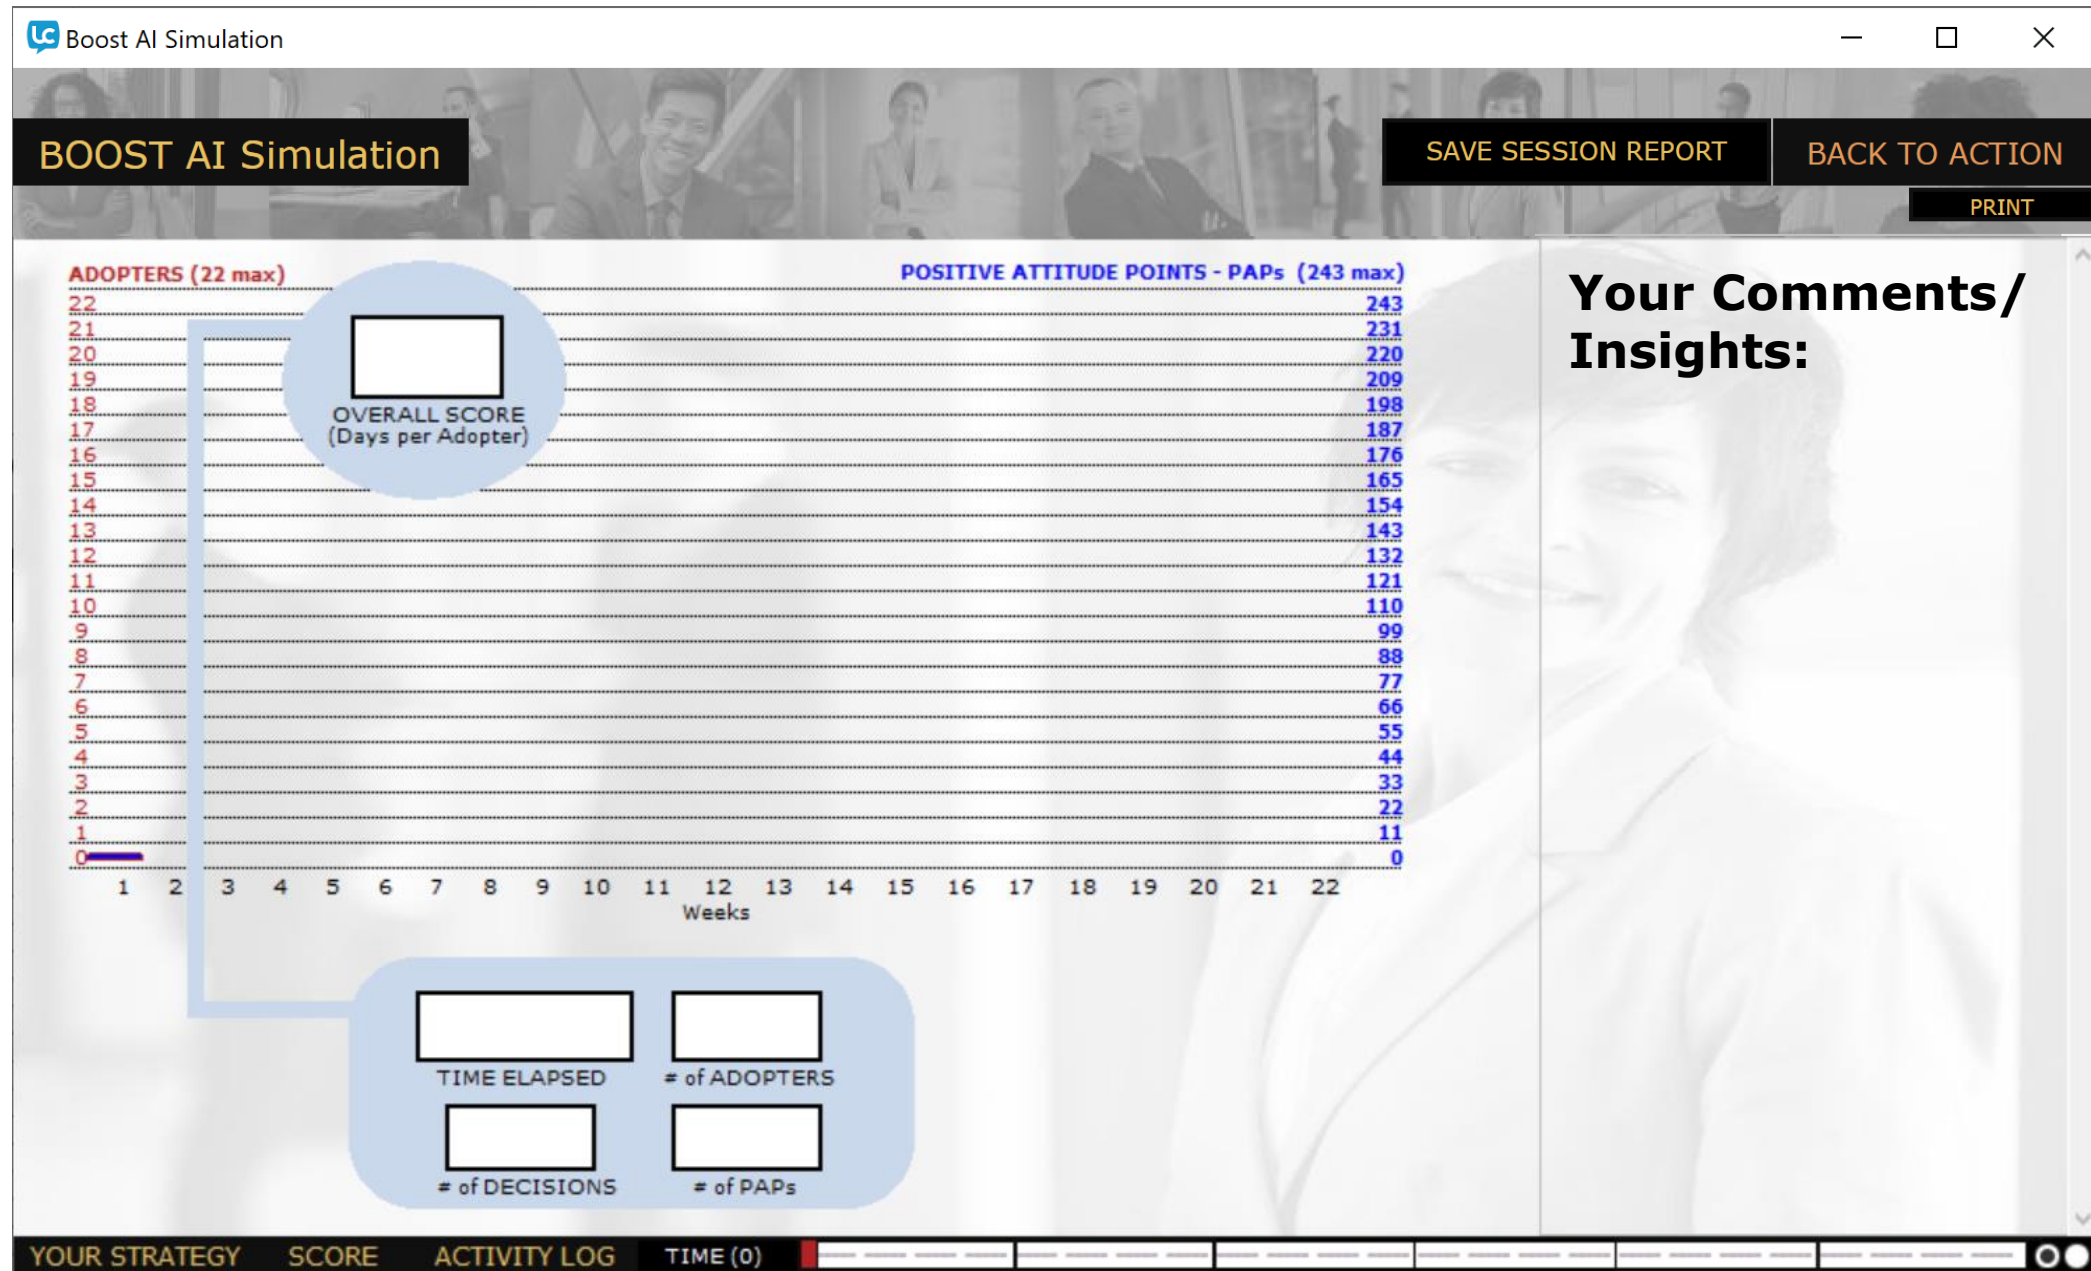 LC Boost AI Simulation
BOOST AI Simulation
SAVE SESSION REPORT
BACK TO ACTION
PRINT
ADOPTERS (22 max)
POSITIVE ATTITUDE POINTS - PAPs (243 max)
22 243
21 231
20 220
19 209
18 198
17 187
16 176
15 165
14 154
13 143
12 132
11 121
10 110
9 99
8 88
7 77
6 66
5 55
4 44
3 33
2 22
1 11
0 0
OVERALL SCORE
(Days per Adopter)
1 2 3 4 5 6 7 8 9 10 11 12 13 14 15 16 17 18 19 20 21 22
Weeks
TIME ELAPSED
# of ADOPTERS
# of DECISIONS
# of PAPs
Your Comments/
Insights:
YOUR STRATEGY SCORE ACTIVITY LOG TIME (0)